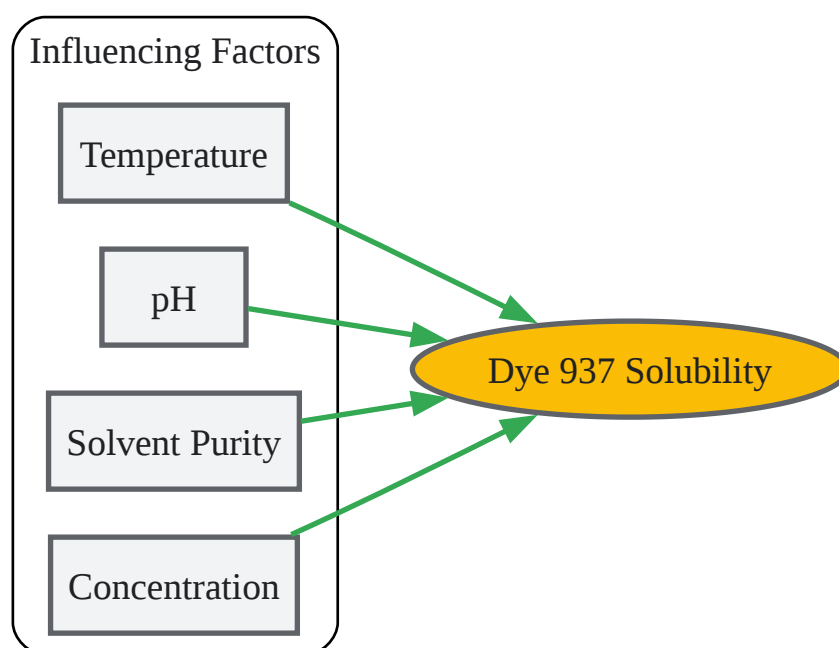 Influencing Factors
Temperature
pH
Solvent Purity
Concentration
Dye 937 Solubility